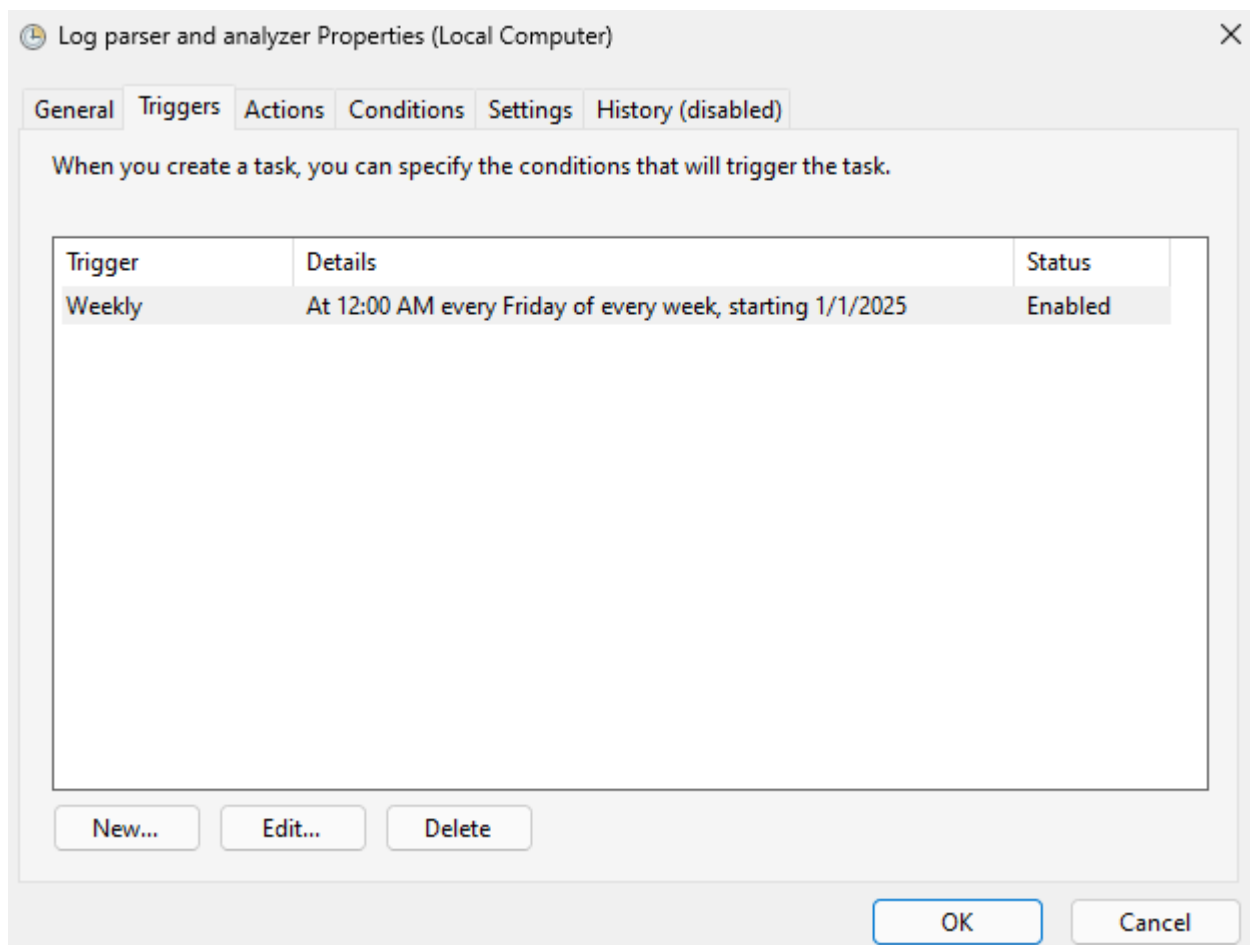 Log parser and analyzer Properties (Local Computer)
General Triggers Actions Conditions Settings History (disabled)
When you create a task, you can specify the conditions that will trigger the task.
Trigger Details Status
Weekly At 12:00 AM every Friday of every week, starting 1/1/2025 Enabled
New... Edit... Delete
OK Cancel